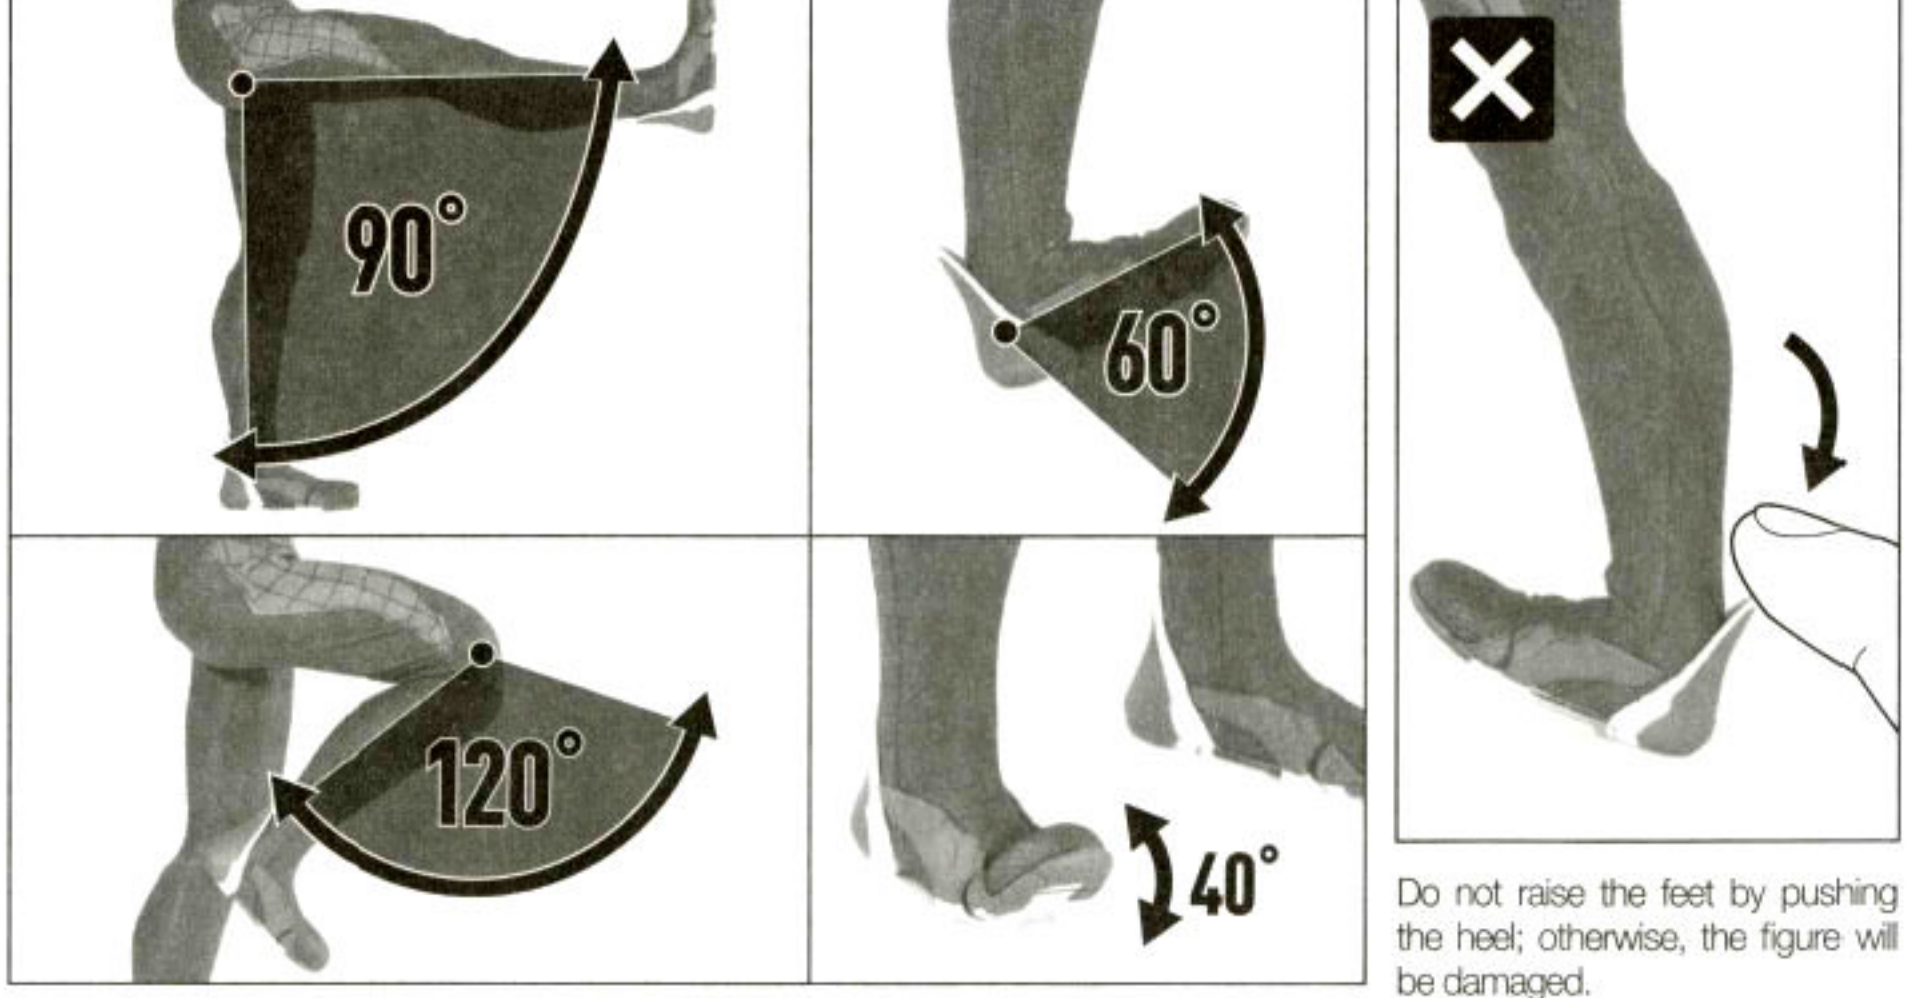 90°
60°
120°
40°
Do not raise the feet by pushing
the heel; otherwise, the figure will
be damaged.